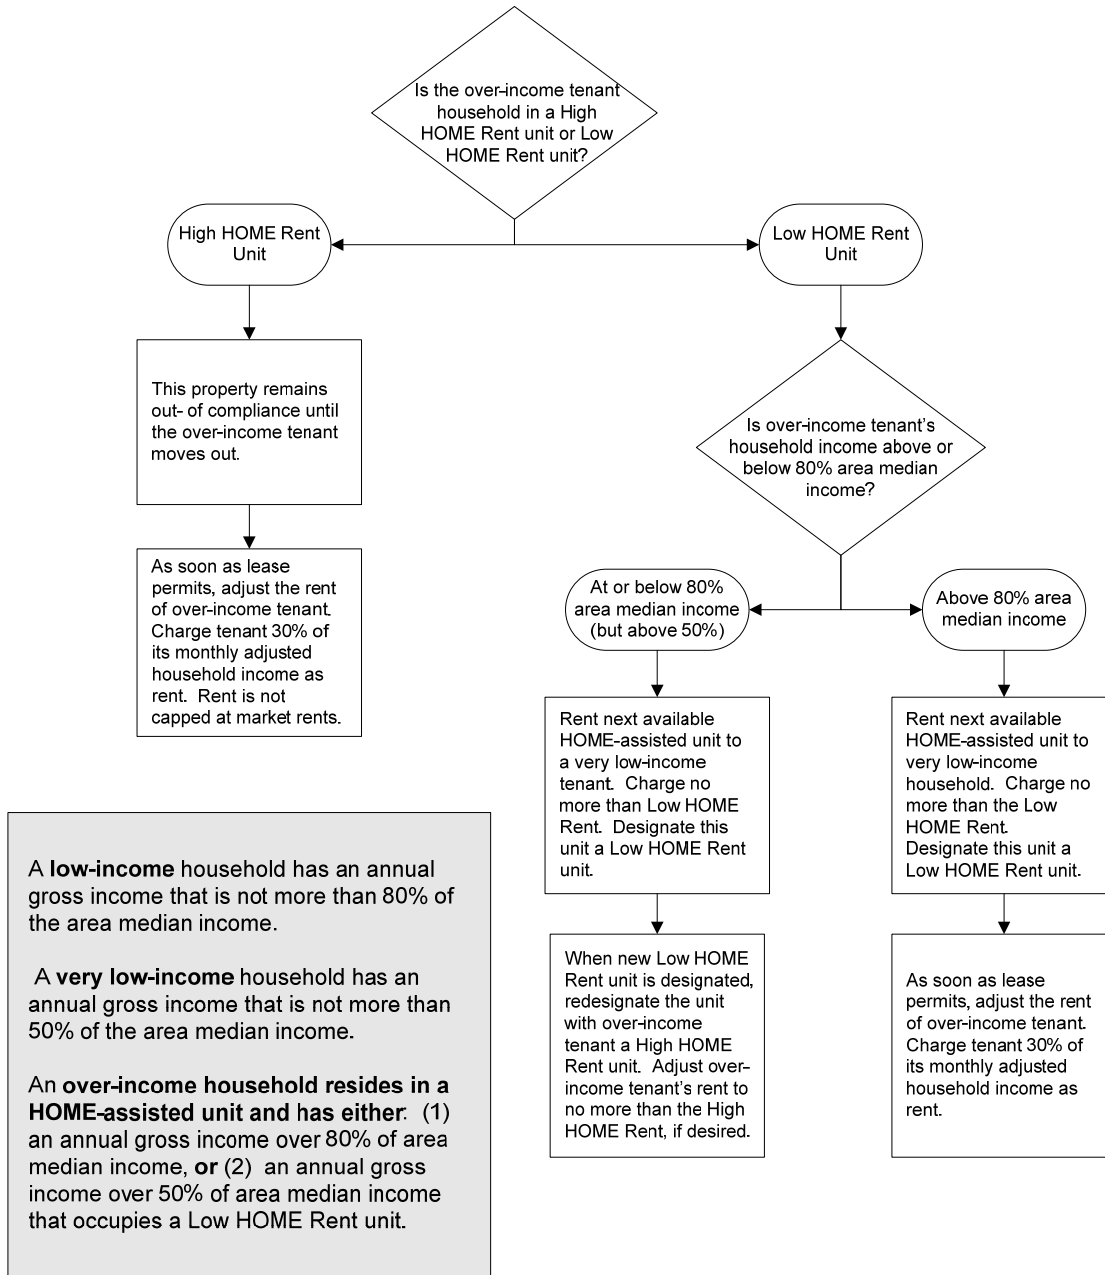 Is the over-income tenant
household in a High
HOME Rent unit or Low
HOME Rent unit?
High HOME Rent
Unit
Low HOME Rent
Unit
This property remains
out- of compliance until
the over-income tenant
moves out.
Is over-income tenant's
household income above or
below 80% area median
income?
As soon as lease
permits, adjust the rent
of over-income tenant.
Charge tenant 30% of
its monthly adjusted
household income as
rent.  Rent is not
capped at market rents.
At or below 80%
area median income
(but above 50%)
Above 80% area
median income
Rent next available
HOME-assisted unit to
a very low-income
tenant.  Charge no
more than Low HOME
Rent.  Designate this
unit a Low HOME Rent
unit.
Rent next available
HOME-assisted unit to
very low-income
household.  Charge no
more than the Low
HOME Rent.
Designate this unit a
Low HOME Rent unit.
When new Low HOME
Rent unit is designated,
redesignate the unit
with over-income
tenant a High HOME
Rent unit.  Adjust over-
income tenant's rent to
no more than the High
HOME Rent, if desired.
As soon as lease
permits, adjust the rent
of over-income tenant.
Charge tenant 30% of
its monthly adjusted
household income as
rent.
A low-income household has an annual
gross income that is not more than 80% of
the area median income.
A very low-income household has an
annual gross income that is not more than
50% of the area median income.
An over-income household resides in a
HOME-assisted unit and has either:  (1)
an annual gross income over 80% of area
median income, or (2)  an annual gross
income over 50% of area median income
that occupies a Low HOME Rent unit.